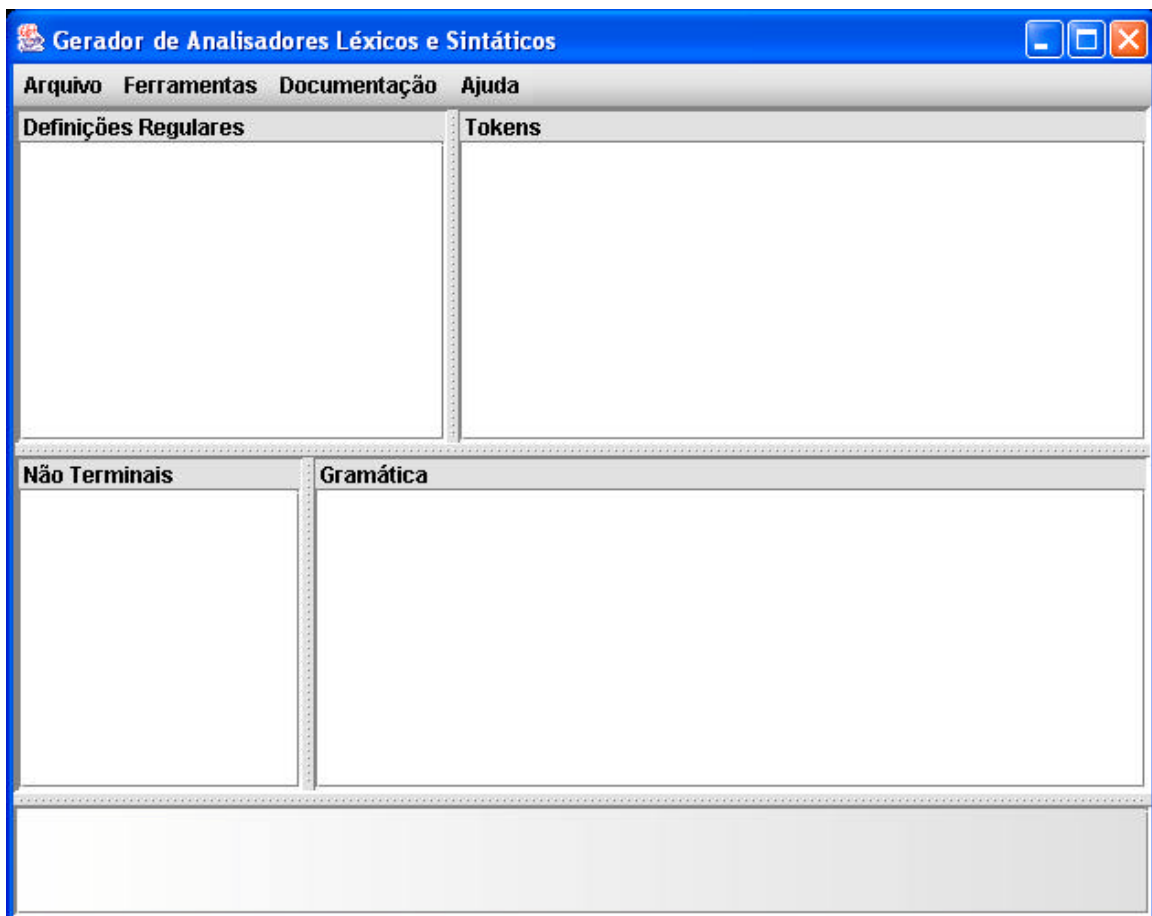 Gerador de Analisadores Léxicos e Sintáticos
Arquivo Ferramentas Documentação Ajuda
Definições Regulares
Tokens
Não Terminais
Gramática